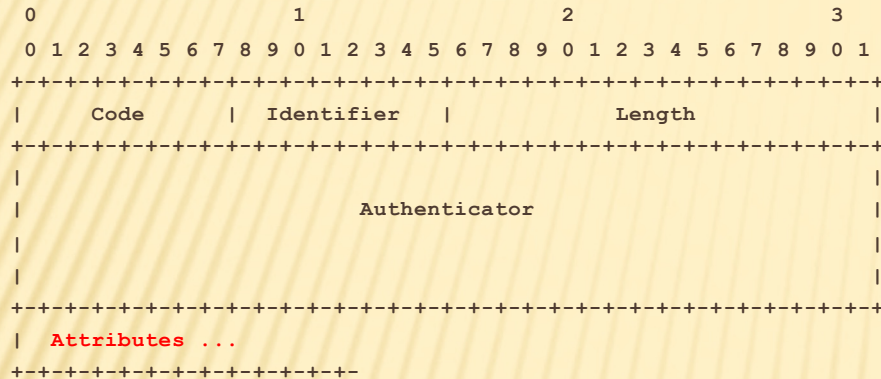 0                   1                   2                   3
0 1 2 3 4 5 6 7 8 9 0 1 2 3 4 5 6 7 8 9 0 1 2 3 4 5 6 7 8 9 0 1
+-+-+-+-+-+-+-+-+-+-+-+-+-+-+-+-+-+-+-+-+-+-+-+-+-+-+-+-+-+-+-+-+
|     Code      |  Identifier   |            Length             |
+-+-+-+-+-+-+-+-+-+-+-+-+-+-+-+-+-+-+-+-+-+-+-+-+-+-+-+-+-+-+-+-+
|                                                               |
|                         Authenticator                         |
|                                                               |
|                                                               |
+-+-+-+-+-+-+-+-+-+-+-+-+-+-+-+-+-+-+-+-+-+-+-+-+-+-+-+-+-+-+-+-+
|  Attributes ...
+-+-+-+-+-+-+-+-+-+-+-+-+-